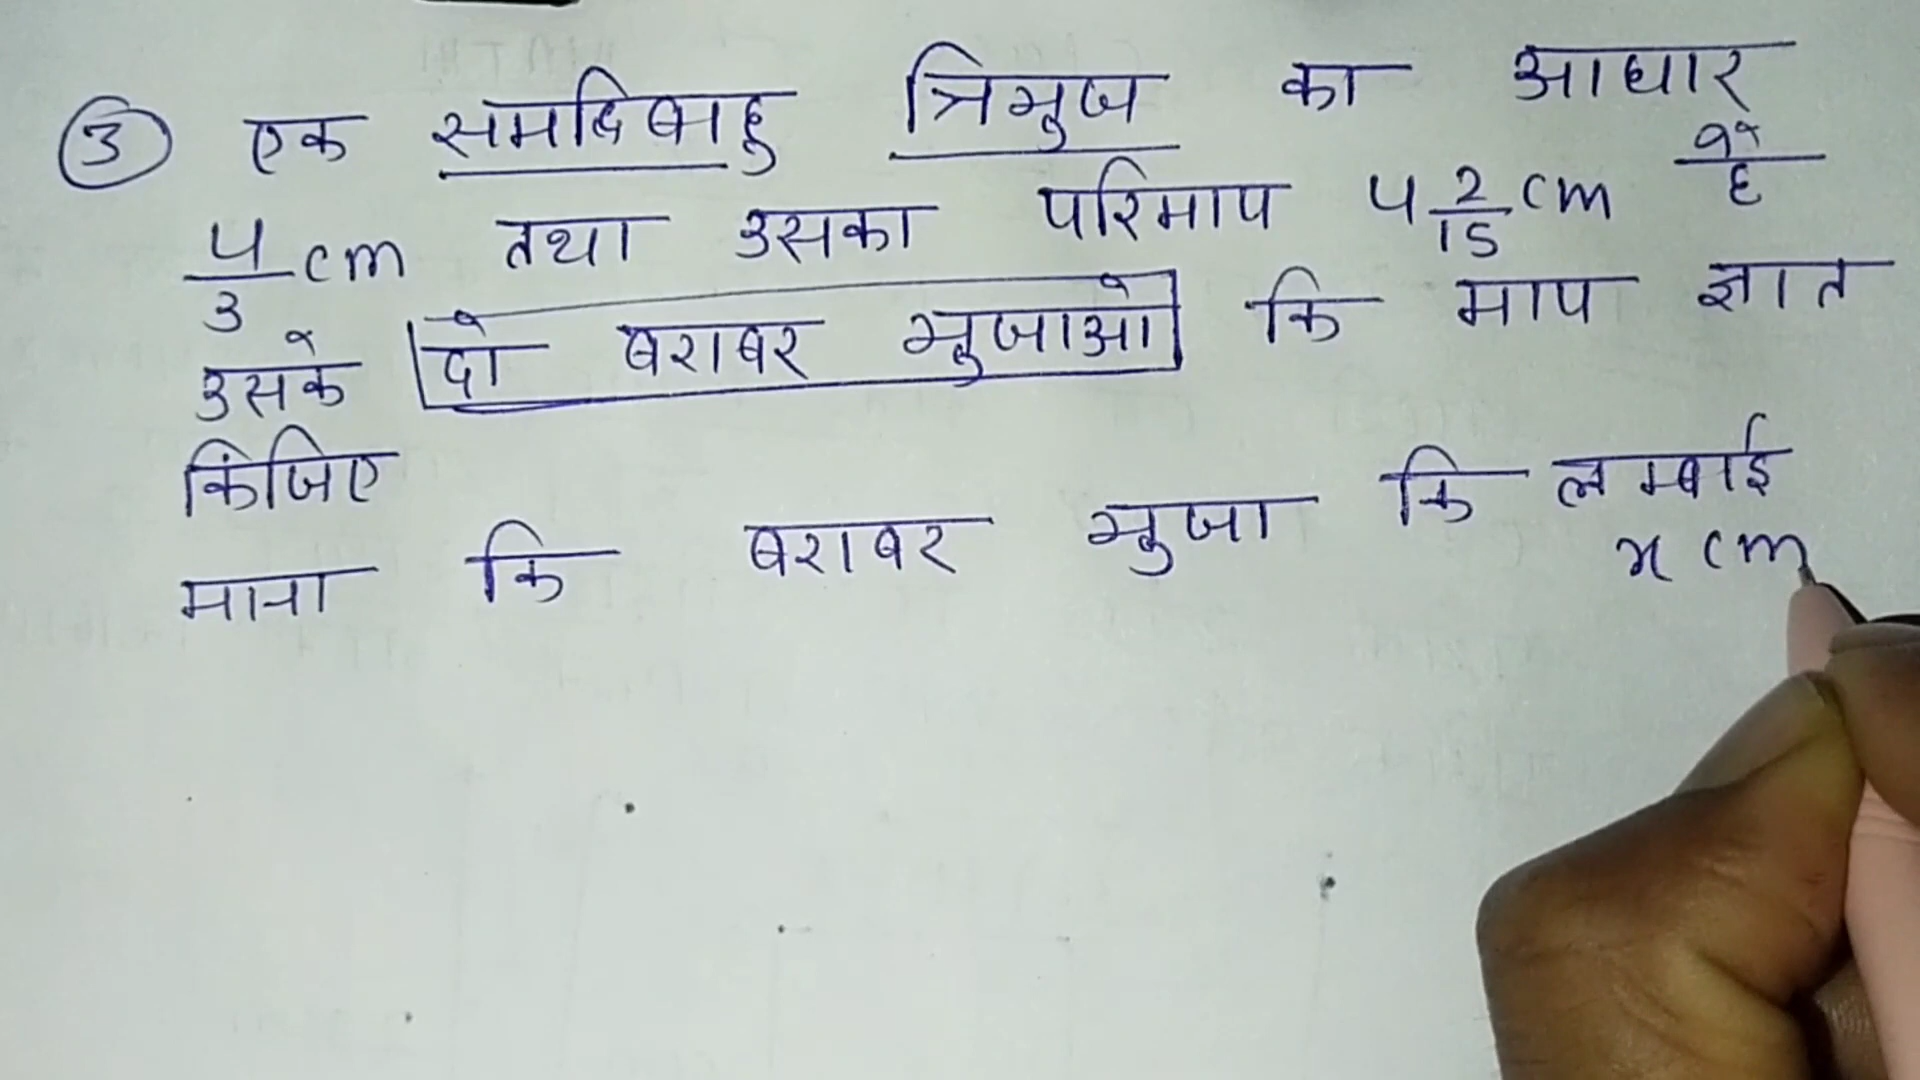 ③ एक समद्विबाहु त्रिभुज का आधार
4/3 cm तथा उसका परिमाप 4 2/15 cm है
उसके दो बराबर भुजाओ कि माप ज्ञात
किजिए
माना कि बराबर भुजा कि लम्बाई
x cm